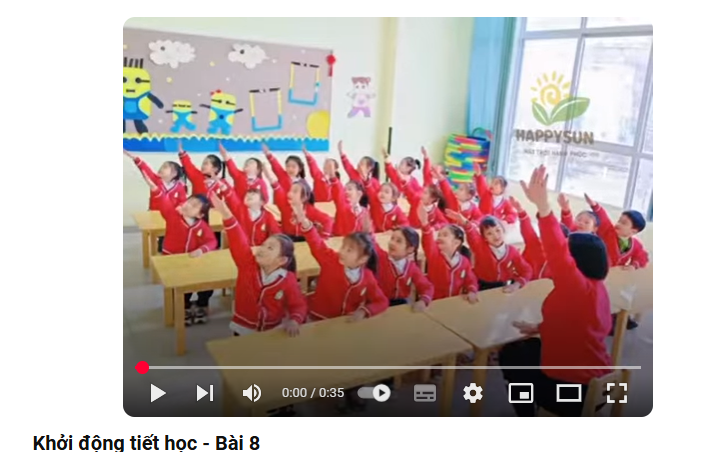 HAPPYSUN
0:00 / 0:35
Khởi động tiết học - Bài 8